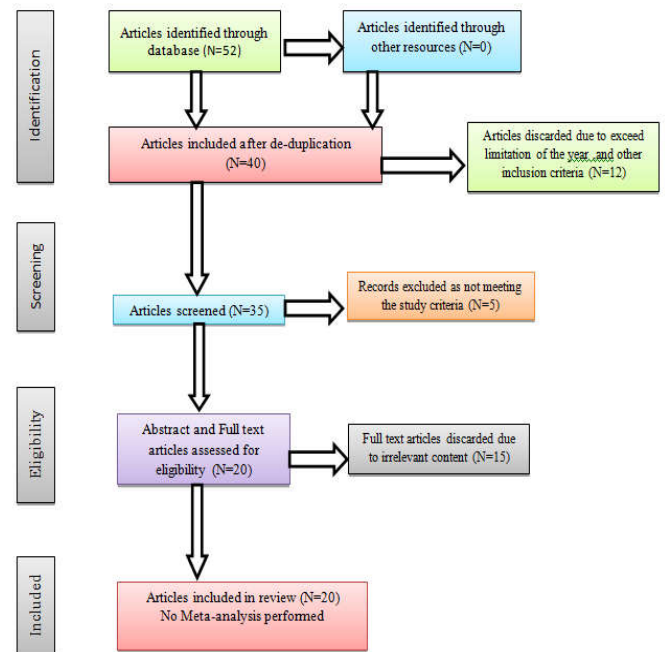 Identification
Articles identified through
database (N=52)
Articles identified through
other resources (N=0)
Articles included after de-duplication
(N=40)
Articles discarded due to exceed
limitation of the year ,and other
inclusion criteria (N=12)
Screening
Articles screened (N=35)
Records excluded as not meeting
the study criteria (N=5)
Eligibility
Abstract and Full text
articles assessed for
eligibility (N=20)
Full text articles discarded due
to irrelevant content (N=15)
Included
Articles included in review (N=20)
No Meta-analysis performed